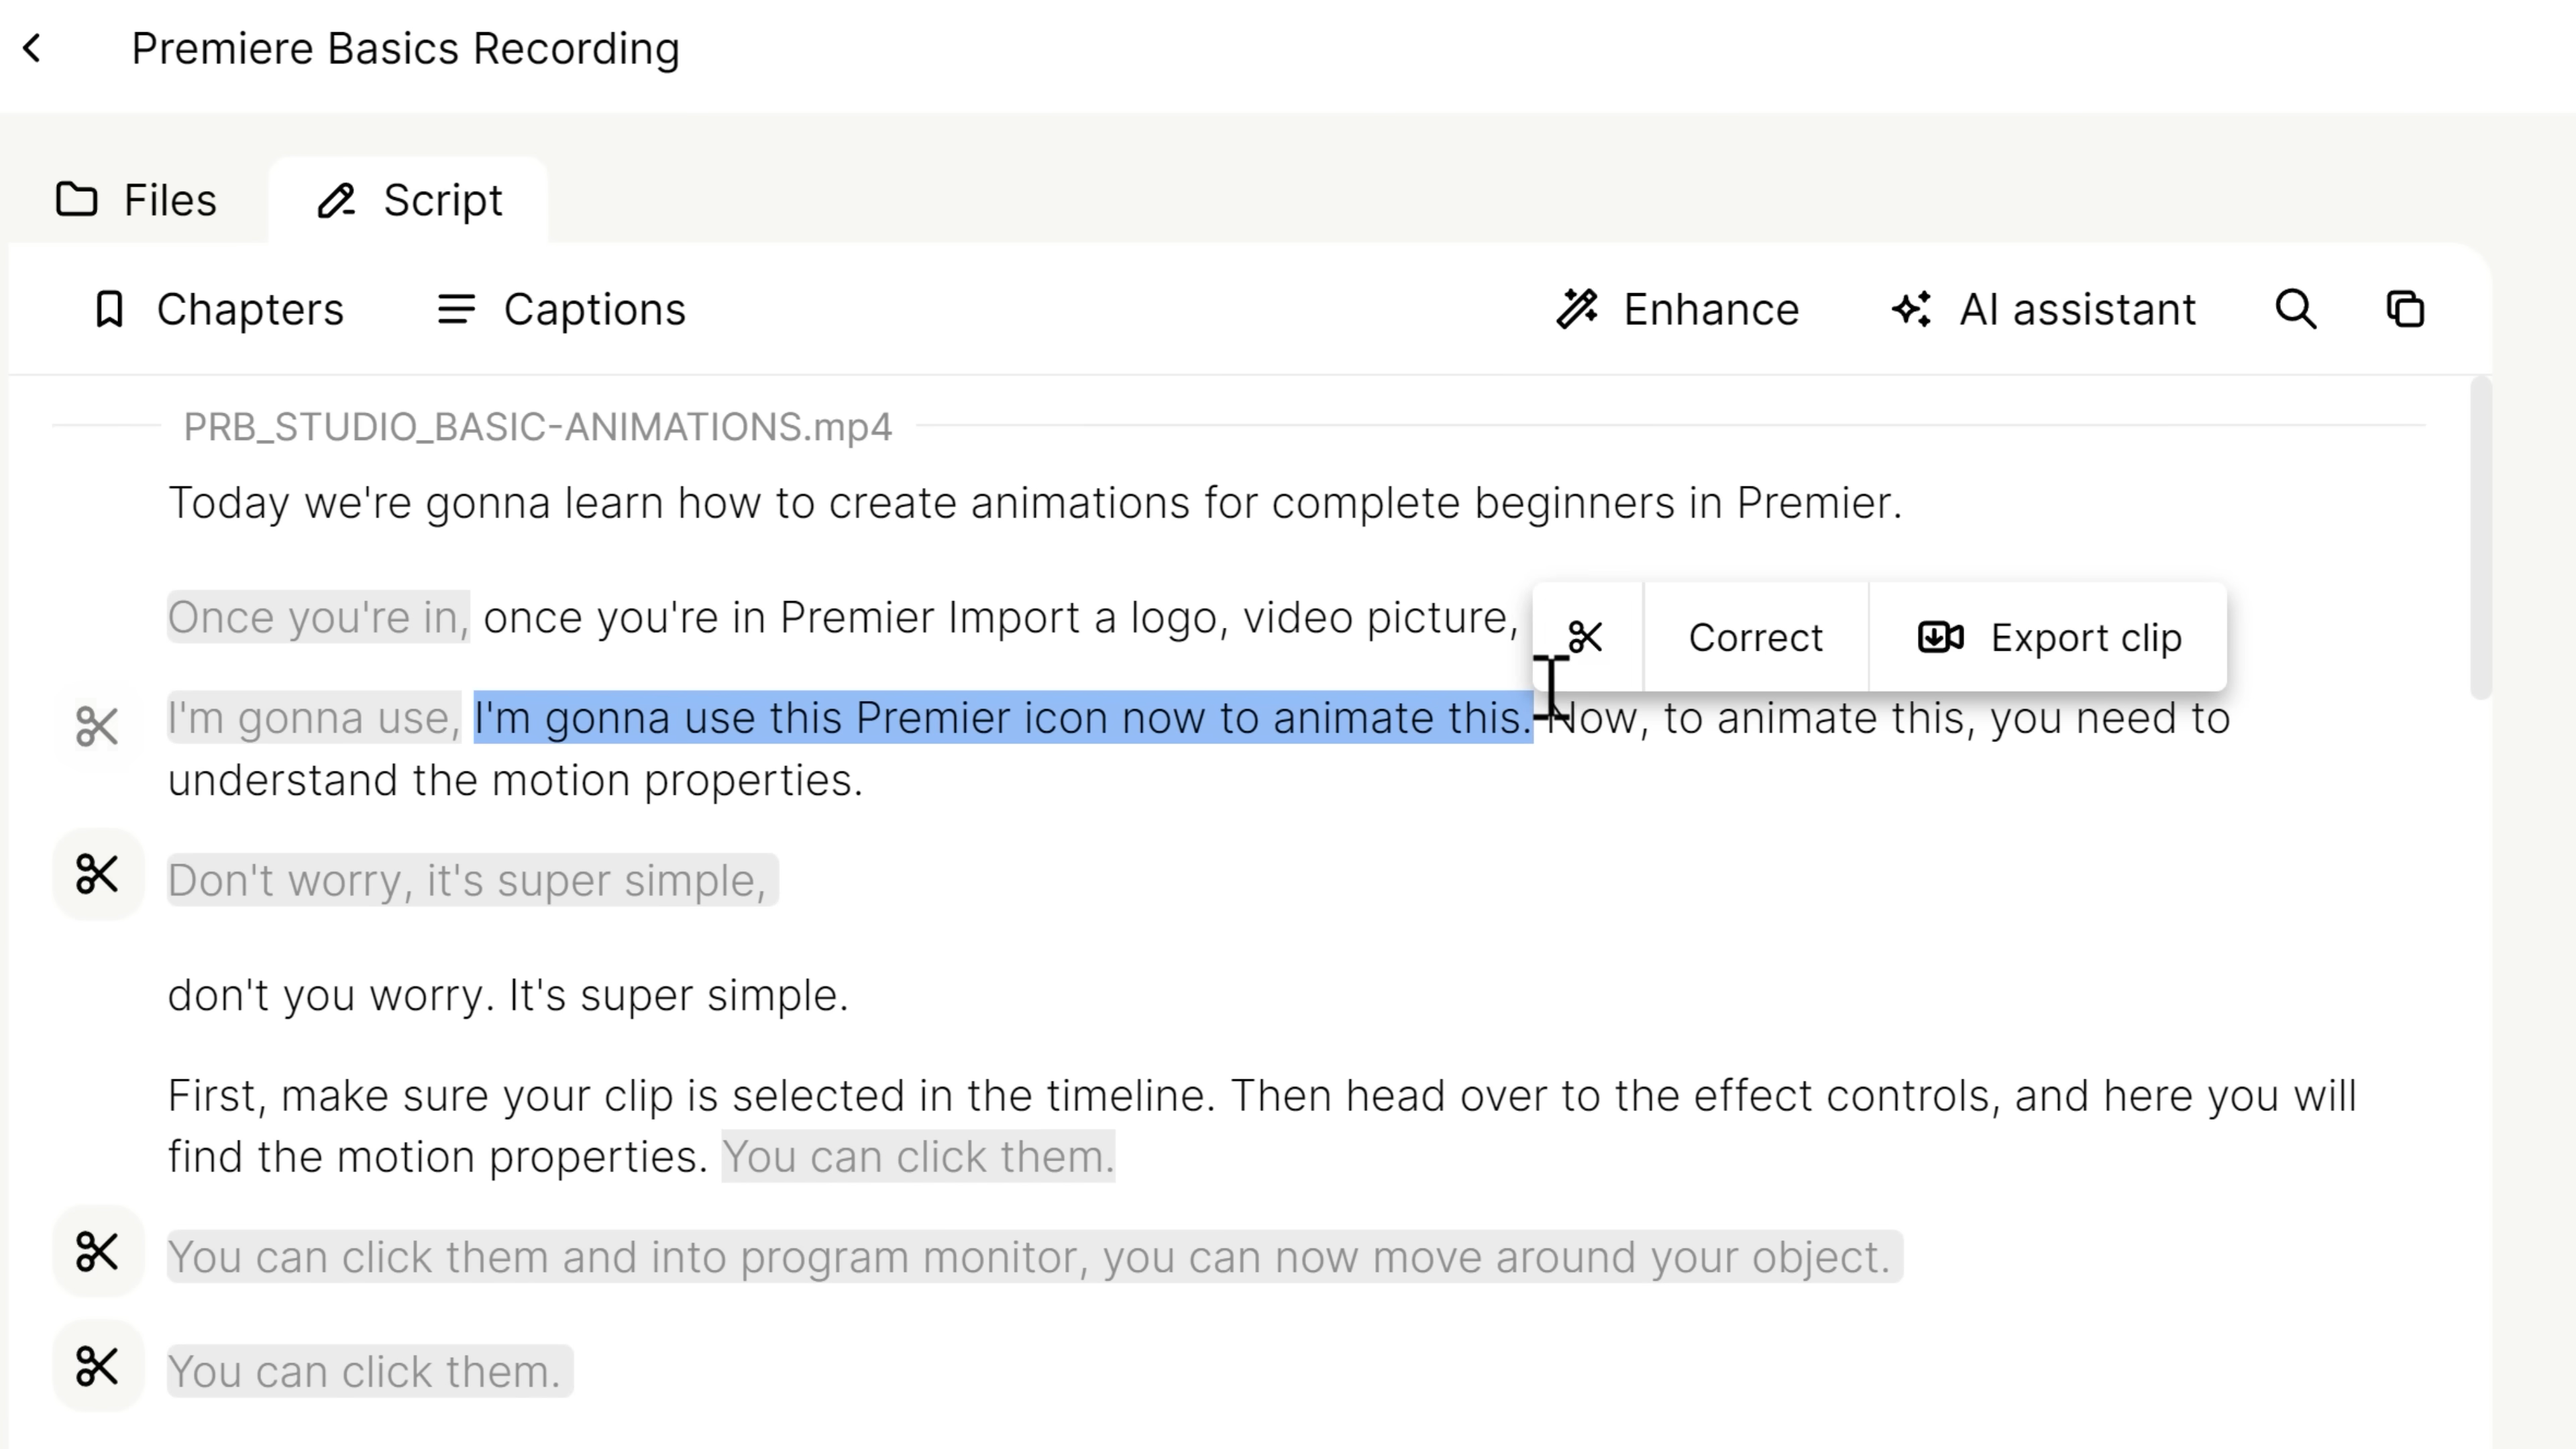 Premiere Basics Recording
Files
Script
Chapters
Captions
Enhance
AI assistant
PRB_STUDIO_BASIC-ANIMATIONS.mp4
Today we're gonna learn how to create animations for complete beginners in Premier.
Once you're in, once you're in Premier Import a logo, video picture,
Correct
Export clip
I'm gonna use, I'm gonna use this Premier icon now to animate this. Now, to animate this, you need to
understand the motion properties.
Don't worry, it's super simple,
don't you worry. It's super simple.
First, make sure your clip is selected in the timeline. Then head over to the effect controls, and here you will
find the motion properties. You can click them.
You can click them and into program monitor, you can now move around your object.
You can click them.